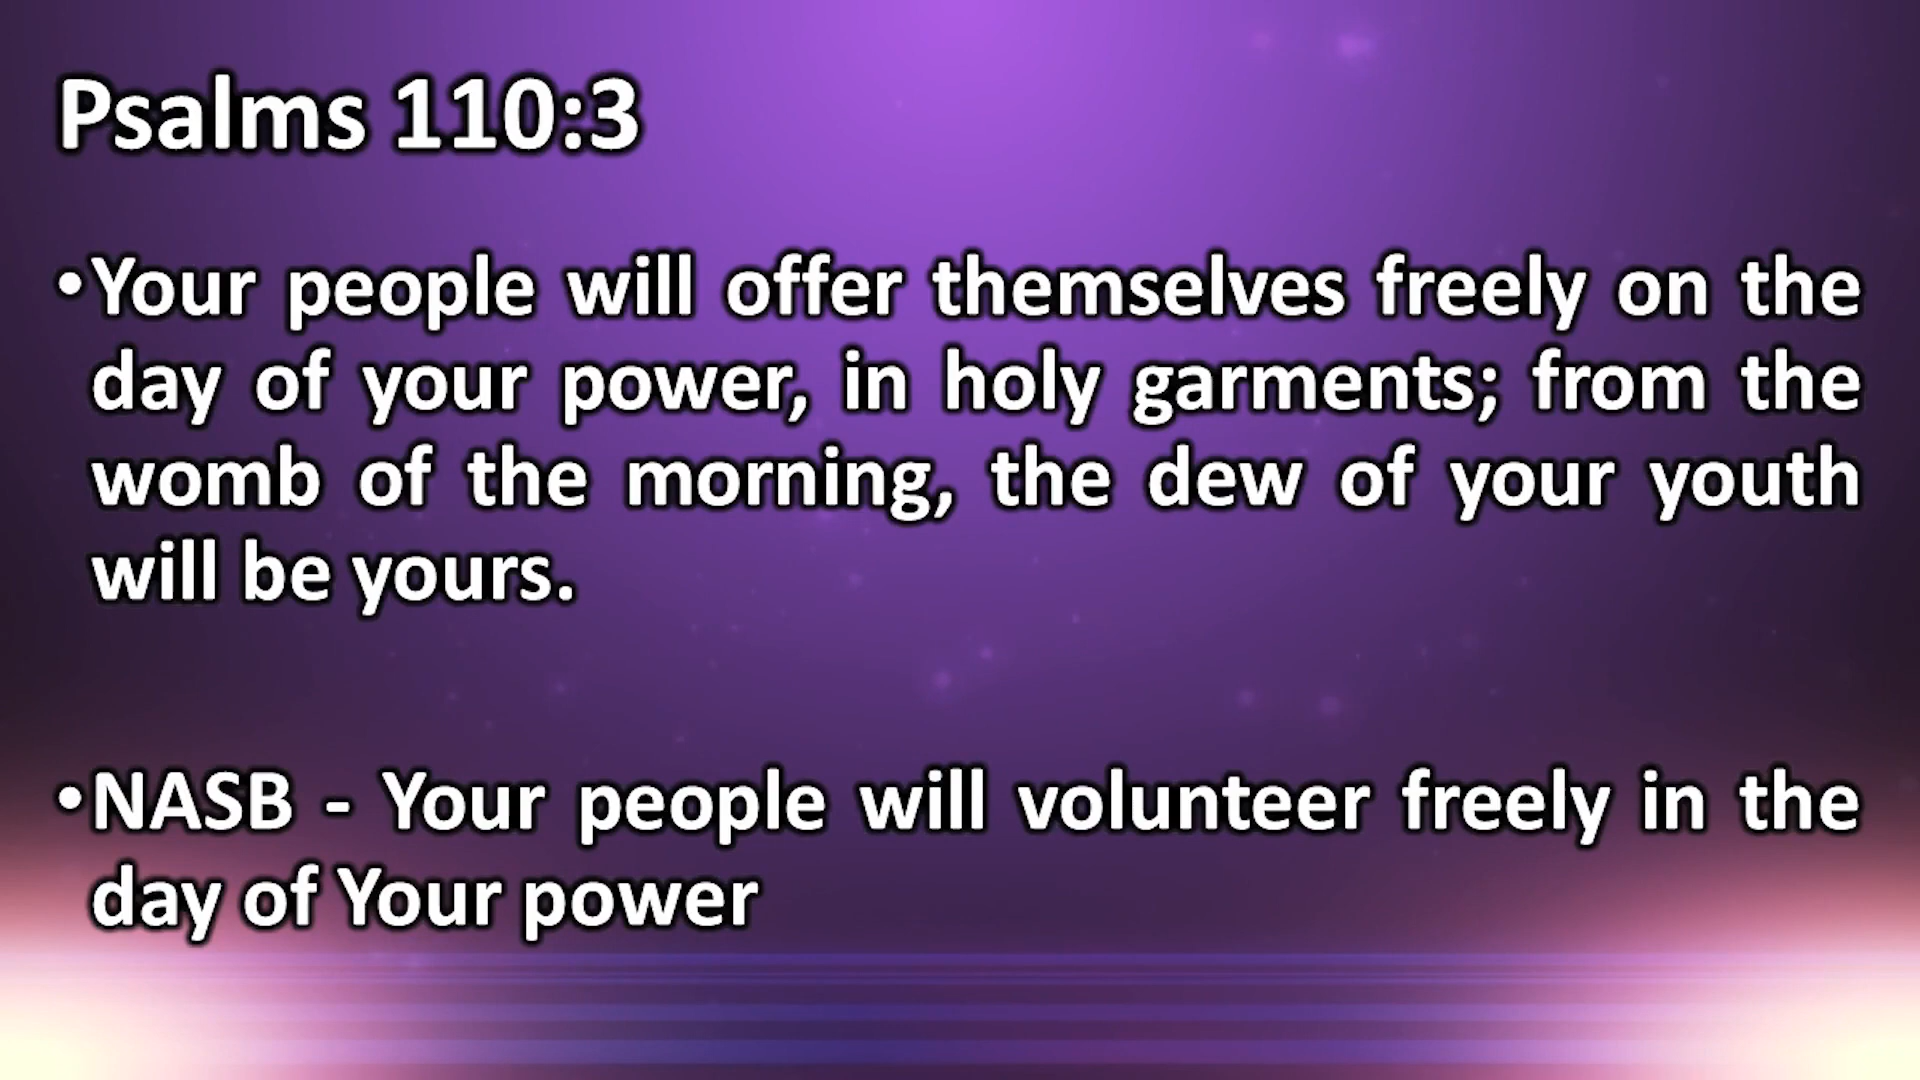 Psalms 110:3
•Your people will offer themselves freely on the
day of your power, in holy garments; from the
womb of the morning, the dew of your youth
will be yours.
•NASB - Your people will volunteer freely in the
day of Your power